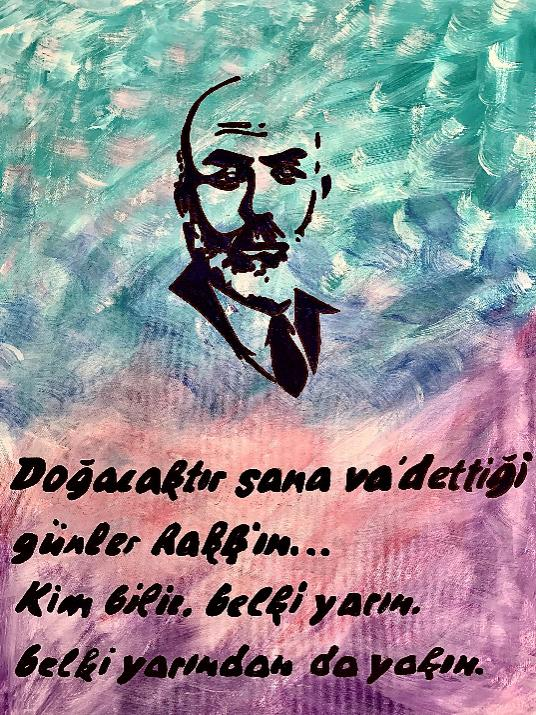 Doğacaktır sana va'dettiği
günler hakk'ın...
Kim bilir. belki yarın.
belki yarından da yakın.